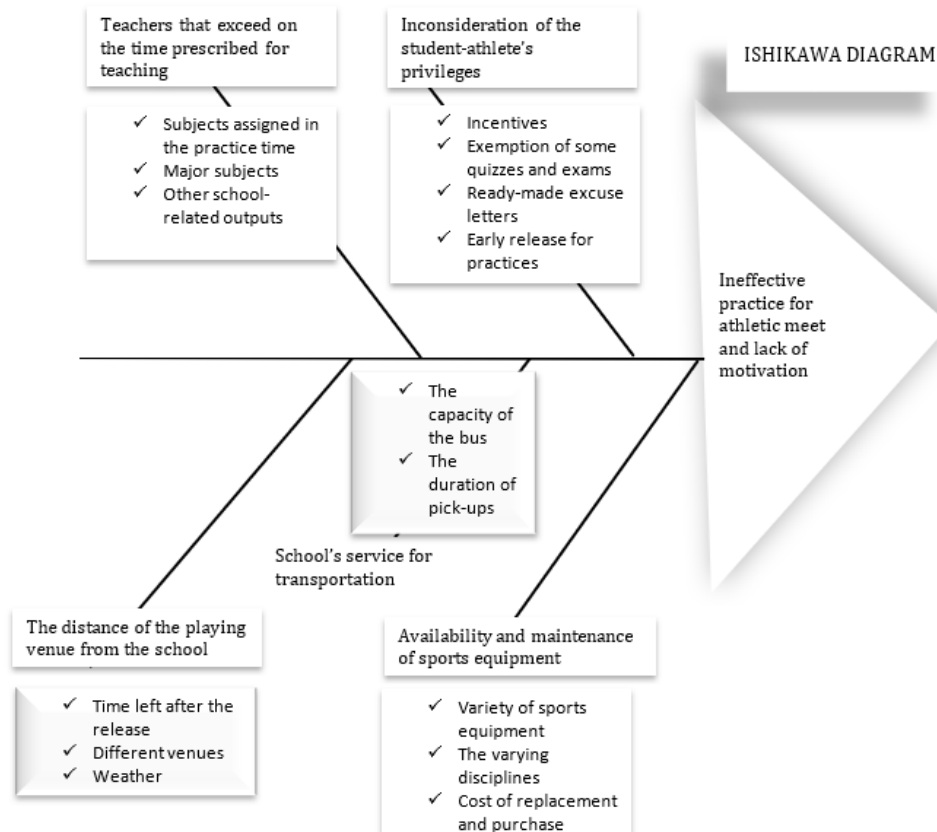 Teachers that exceed on
the time prescribed for
teaching
Inconsideration of the
student-athlete's
privileges
ISHIKAWA DIAGRAM
✓ Subjects assigned in
the practice time
✓ Major subjects
✓ Other school-
related outputs
✓ Incentives
✓ Exemption of some
quizzes and exams
✓ Ready-made excuse
letters
✓ Early release for
practices
Ineffective
practice for
athletic meet
and lack of
motivation
✓ The
capacity of
the bus
✓ The
duration of
pick-ups
School's service for
transportation
The distance of the playing
venue from the school
✓ Time left after the
release
✓ Different venues
✓ Weather
Availability and maintenance
of sports equipment
✓ Variety of sports
equipment
✓ The varying
disciplines
✓ Cost of replacement
and purchase